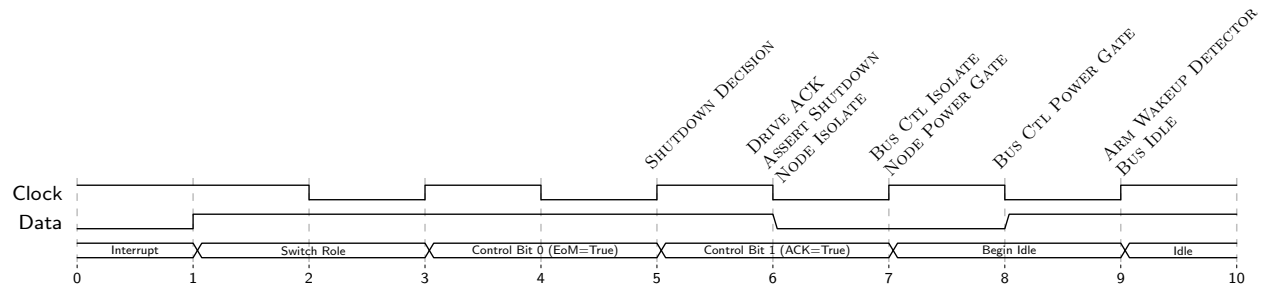 SHUTDOWN DECISION
DRIVE ACK
ASSERT SHUTDOWN
NODE ISOLATE
BUS CTL ISOLATE
NODE POWER GATE
BUS CTL POWER GATE
ARM WAKEUP DETECTOR
BUS IDLE
Clock
Data
Interrupt Switch Role Control Bit 0 (EoM=True) Control Bit 1 (ACK=True) Begin Idle Idle
0 1 2 3 4 5 6 7 8 9 10